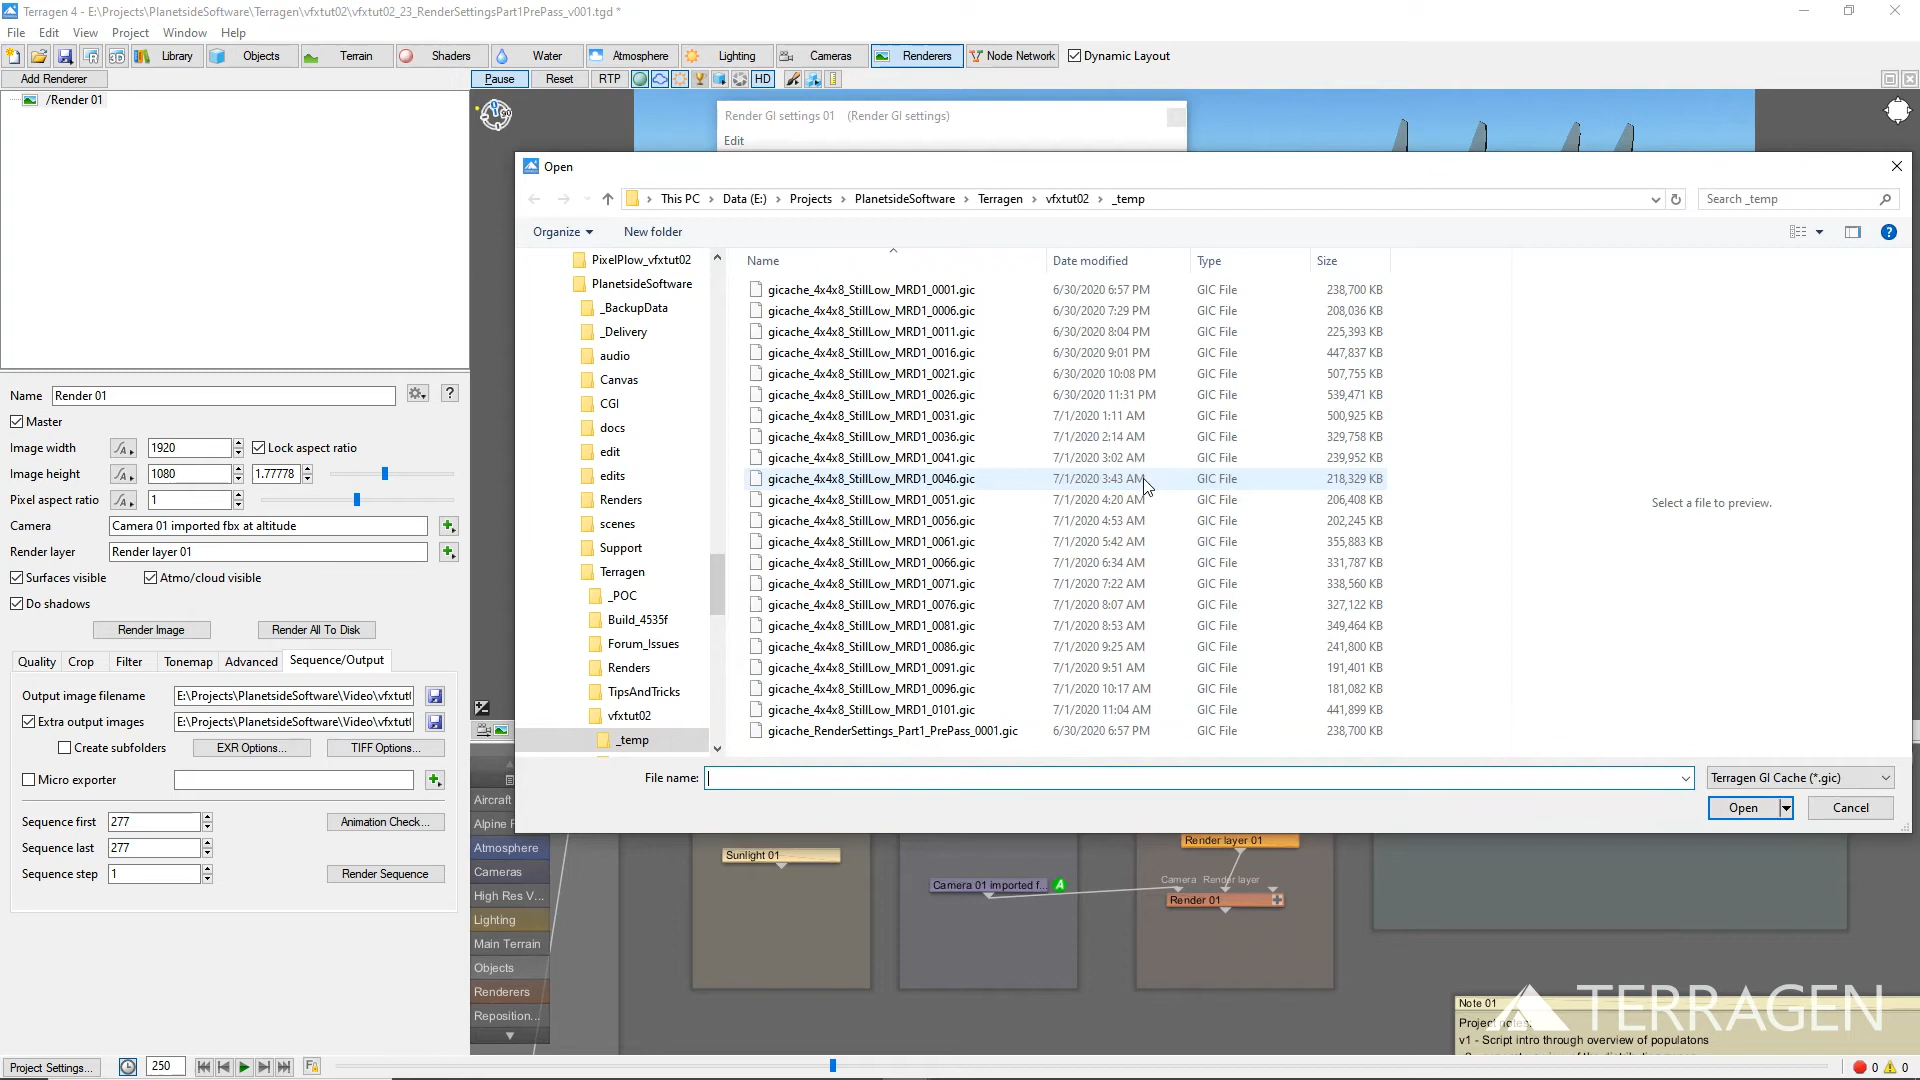 Terragen 4 - E:\Projects\PlanetsideSoftware\Terragen\vfxtut02\vfxtut02_23_RenderSettingsPart1PrePass_v001.tgd *
File Edit View Project Window Help
Library Objects Terrain Shaders Water Atmosphere Lighting Cameras Renderers Node Network Dynamic Layout
Add Renderer Pause Reset RTP HD
/Render 01
Render GI settings 01 (Render GI settings)
Edit
Open
This PC > Data (E:) > Projects > PlanetsideSoftware > Terragen > vfxtut02 > _temp
Search _temp
Organize New folder
Name Date modified Type Size
gicache_4x4x8_StillLow_MRD1_0001.gic 6/30/2020 6:57 PM GIC File 238,700 KB
gicache_4x4x8_StillLow_MRD1_0006.gic 6/30/2020 7:29 PM GIC File 208,036 KB
gicache_4x4x8_StillLow_MRD1_0011.gic 6/30/2020 8:04 PM GIC File 225,393 KB
gicache_4x4x8_StillLow_MRD1_0016.gic 6/30/2020 9:01 PM GIC File 447,837 KB
gicache_4x4x8_StillLow_MRD1_0021.gic 6/30/2020 10:08 PM GIC File 507,755 KB
gicache_4x4x8_StillLow_MRD1_0026.gic 6/30/2020 11:31 PM GIC File 539,471 KB
gicache_4x4x8_StillLow_MRD1_0031.gic 7/1/2020 1:11 AM GIC File 500,925 KB
gicache_4x4x8_StillLow_MRD1_0036.gic 7/1/2020 2:14 AM GIC File 329,758 KB
gicache_4x4x8_StillLow_MRD1_0041.gic 7/1/2020 3:02 AM GIC File 239,952 KB
gicache_4x4x8_StillLow_MRD1_0046.gic 7/1/2020 3:43 AM GIC File 218,329 KB
gicache_4x4x8_StillLow_MRD1_0051.gic 7/1/2020 4:20 AM GIC File 206,408 KB
gicache_4x4x8_StillLow_MRD1_0056.gic 7/1/2020 4:53 AM GIC File 202,245 KB
gicache_4x4x8_StillLow_MRD1_0061.gic 7/1/2020 5:42 AM GIC File 355,883 KB
gicache_4x4x8_StillLow_MRD1_0066.gic 7/1/2020 6:34 AM GIC File 331,787 KB
gicache_4x4x8_StillLow_MRD1_0071.gic 7/1/2020 7:22 AM GIC File 338,560 KB
gicache_4x4x8_StillLow_MRD1_0076.gic 7/1/2020 8:07 AM GIC File 327,122 KB
gicache_4x4x8_StillLow_MRD1_0081.gic 7/1/2020 8:53 AM GIC File 349,464 KB
gicache_4x4x8_StillLow_MRD1_0086.gic 7/1/2020 9:25 AM GIC File 241,800 KB
gicache_4x4x8_StillLow_MRD1_0091.gic 7/1/2020 9:51 AM GIC File 191,401 KB
gicache_4x4x8_StillLow_MRD1_0096.gic 7/1/2020 10:17 AM GIC File 181,082 KB
gicache_4x4x8_StillLow_MRD1_0101.gic 7/1/2020 11:04 AM GIC File 441,899 KB
gicache_RenderSettings_Part1_PrePass_0001.gic 6/30/2020 6:57 PM GIC File 238,700 KB
PixelPlow_vfxtut02
PlanetsideSoftware
_BackupData
_Delivery
audio
Canvas
CGI
docs
edit
edits
Renders
scenes
Support
Terragen
_POC
Build_4535f
Forum_Issues
Renders
TipsAndTricks
vfxtut02
_temp
Select a file to preview.
File name:
Terragen GI Cache (*.gic)
Open Cancel
Name Render 01 ?
Master
Image width 1920 Lock aspect ratio
Image height 1080 1.77778
Pixel aspect ratio 1
Camera Camera 01 imported fbx at altitude
Render layer Render layer 01
Surfaces visible Atmo/cloud visible
Do shadows
Render Image Render All To Disk
Quality Crop Filter Tonemap Advanced Sequence/Output
Output image filename E:\Projects\PlanetsideSoftware\Video\vfxtut
Extra output images E:\Projects\PlanetsideSoftware\Video\vfxtut
Create subfolders EXR Options... TIFF Options...
Micro exporter
Sequence first 277 Animation Check...
Sequence last 277
Sequence step 1 Render Sequence
Aircraft
Alpine F
Atmosphere
Cameras
High Res V...
Lighting
Main Terrain
Objects
Renderers
Reposition...
Sunlight 01
Camera 01 imported f... A
Render layer 01
Camera Render layer
Render 01
Note 01
Project notes:
v1 - Script intro through overview of populatons
TERRAGEN
Project Settings... 250
0 0